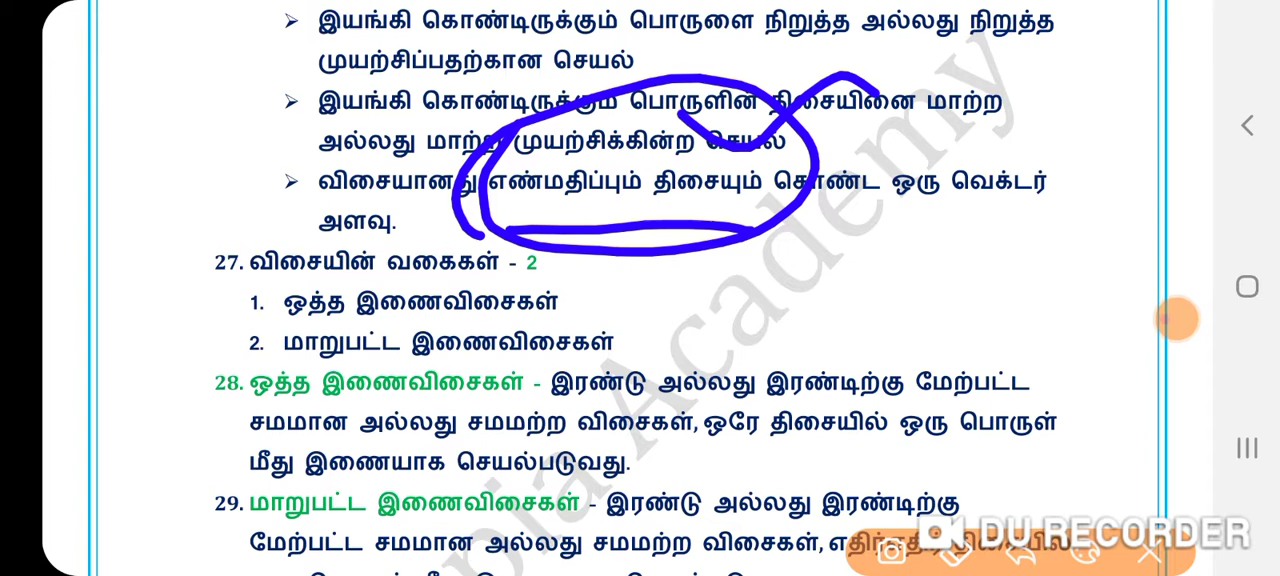 ➢ இயங்கி கொண்டிருக்கும் பொருளை நிறுத்த அல்லது நிறுத்த
முயற்சிப்பதற்கான செயல்
➢ இயங்கி கொண்டிருக்கும் பொருளின் திசையினை மாற்ற
அல்லது மாற்ற முயற்சிக்கின்ற செயல்
➢ விசையானது எண்மதிப்பும் திசையும் கொண்ட ஒரு வெக்டர்
அளவு.
27. விசையின் வகைகள் - 2
1. ஒத்த இணைவிசைகள்
2. மாறுபட்ட இணைவிசைகள்
28. ஒத்த இணைவிசைகள் - இரண்டு அல்லது இரண்டிற்கு மேற்பட்ட
சமமான அல்லது சமமற்ற விசைகள், ஒரே திசையில் ஒரு பொருள்
மீது இணையாக செயல்படுவது.
29. மாறுபட்ட இணைவிசைகள் - இரண்டு அல்லது இரண்டிற்கு
மேற்பட்ட சமமான அல்லது சமமற்ற விசைகள்,
Academy
DU RECORDER